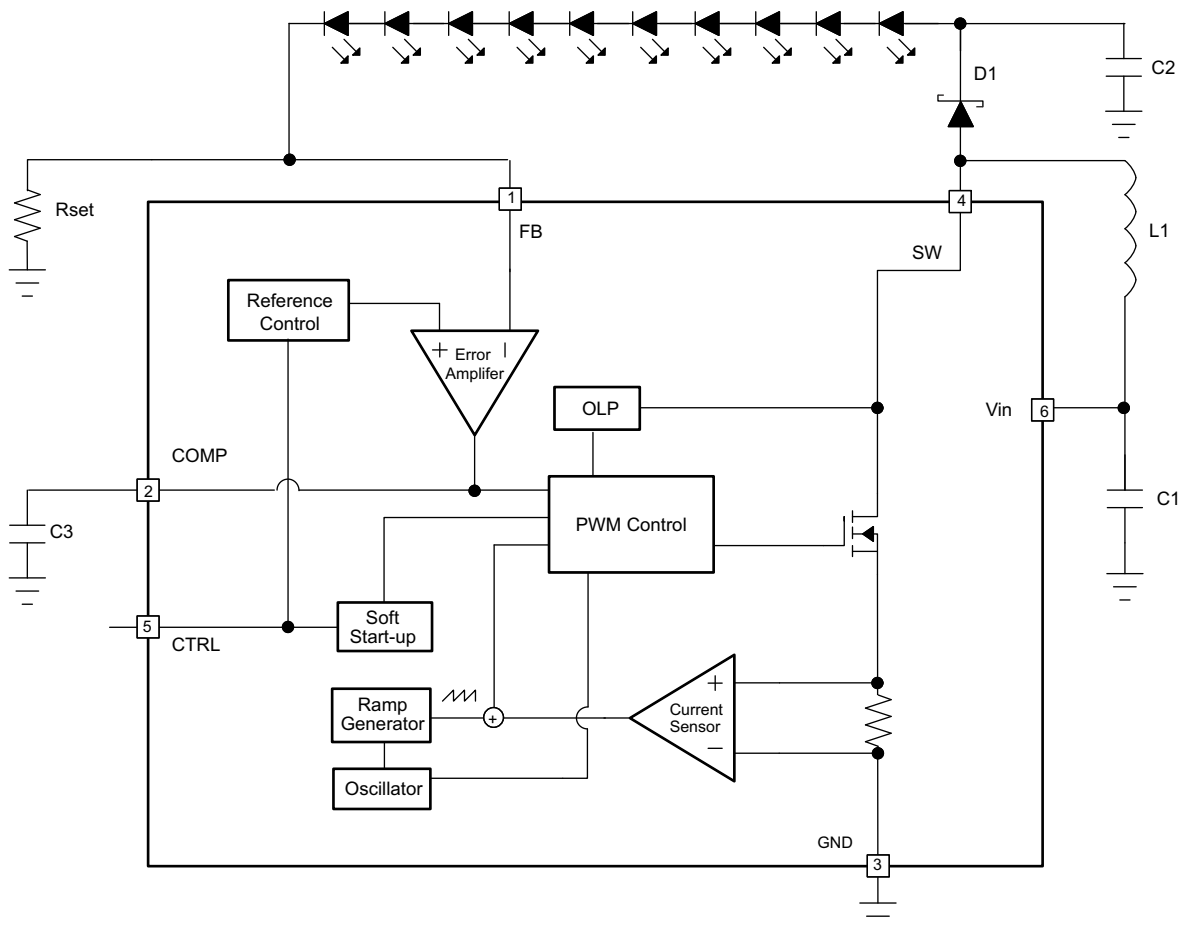 D1
C2
Rset
1
4
FB
SW
L1
Reference
Control
+
Error
Amplifer
OLP
Vin
6
COMP
2
PWM Control
C3
C1
5
CTRL
Soft
Start-up
Ramp
Generator
+
+
Current
Sensor
−
Oscillator
GND
3